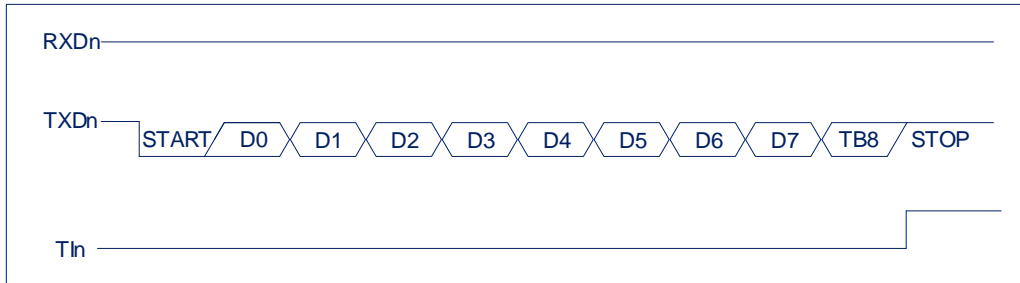 RXDn
TXDn
START D0 D1 D2 D3 D4 D5 D6 D7 TB8 STOP
TIn